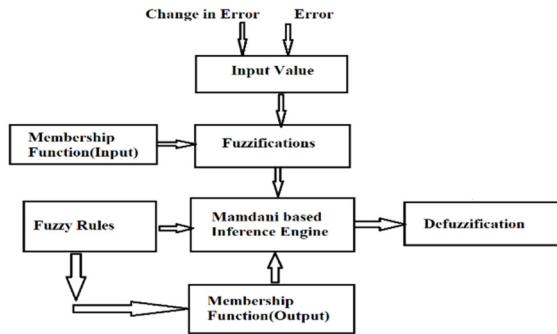 Change in Error
Error
Input Value
Membership
Function(Input)
Fuzzifications
Fuzzy Rules
Mamdani based
Inference Engine
Defuzzification
Membership
Function(Output)